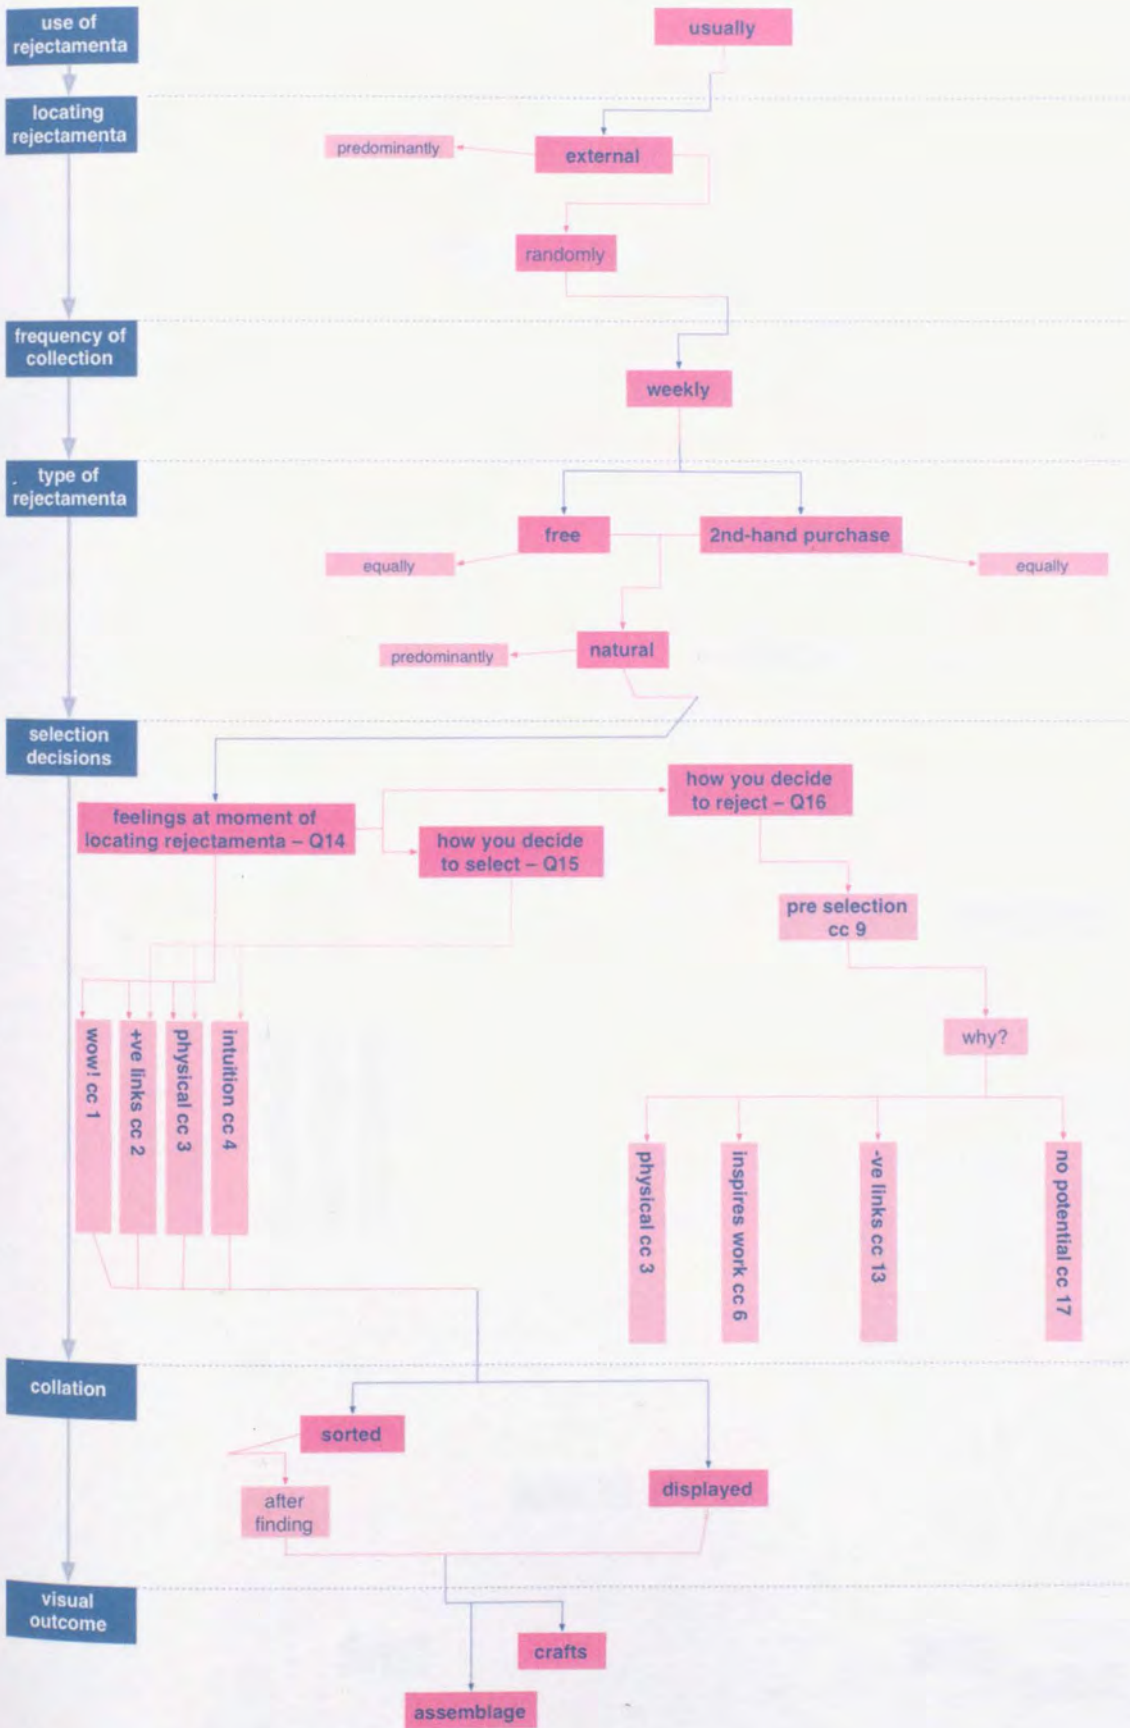 use of
rejectamenta
usually
locating
rejectamenta
predominantly
external
randomly
frequency of
collection
weekly
type of
rejectamenta
free
2nd-hand purchase
equally
equally
natural
predominantly
selection
decisions
how you decide
to reject – Q16
feelings at moment of
locating rejectamenta – Q14
how you decide
to select – Q15
pre selection
cc 9
wow! cc 1
+ve links cc 2
physical cc 3
intuition cc 4
why?
physical cc 3
inspires work cc 6
-ve links cc 13
no potential cc 17
collation
sorted
displayed
after
finding
visual
outcome
crafts
assemblage